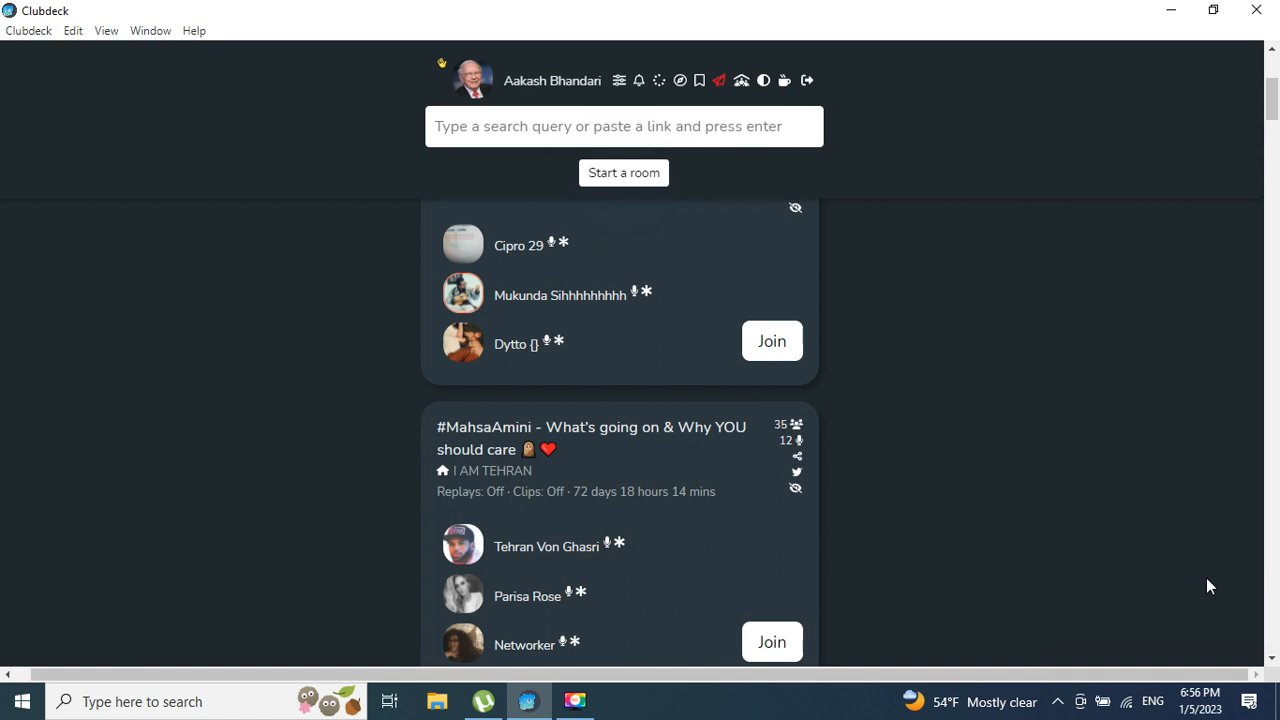 Clubdeck
Clubdeck Edit View Window Help
Aakash Bhandari
Type a search query or paste a link and press enter
Start a room
Cipro 29
Mukunda Sihhhhhhhhh
Dytto {}
Join
#MahsaAmini - What's going on & Why YOU
should care
35
12
I AM TEHRAN
Replays: Off · Clips: Off · 72 days 18 hours 14 mins
Tehran Von Ghasri
Parisa Rose
Networker
Join
Type here to search
54°F Mostly clear
ENG
6:56 PM
1/5/2023